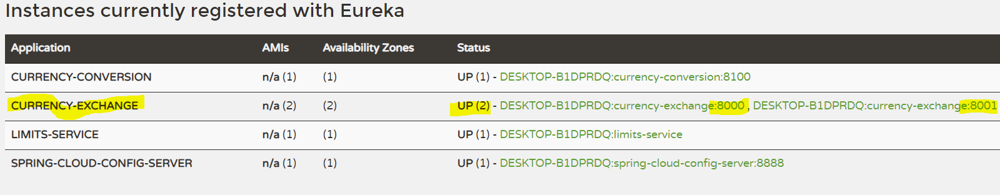 Instances currently registered with Eureka
Application AMIs Availability Zones Status
CURRENCY-CONVERSION n/a (1) (1) UP (1) - DESKTOP-B1DPRDQ:currency-conversion:8100
CURRENCY-EXCHANGE n/a (2) (2) UP (2) - DESKTOP-B1DPRDQ:currency-exchange:8000 , DESKTOP-B1DPRDQ:currency-exchange:8001
LIMITS-SERVICE n/a (1) (1) UP (1) - DESKTOP-B1DPRDQ:limits-service
SPRING-CLOUD-CONFIG-SERVER n/a (1) (1) UP (1) - DESKTOP-B1DPRDQ:spring-cloud-config-server:8888